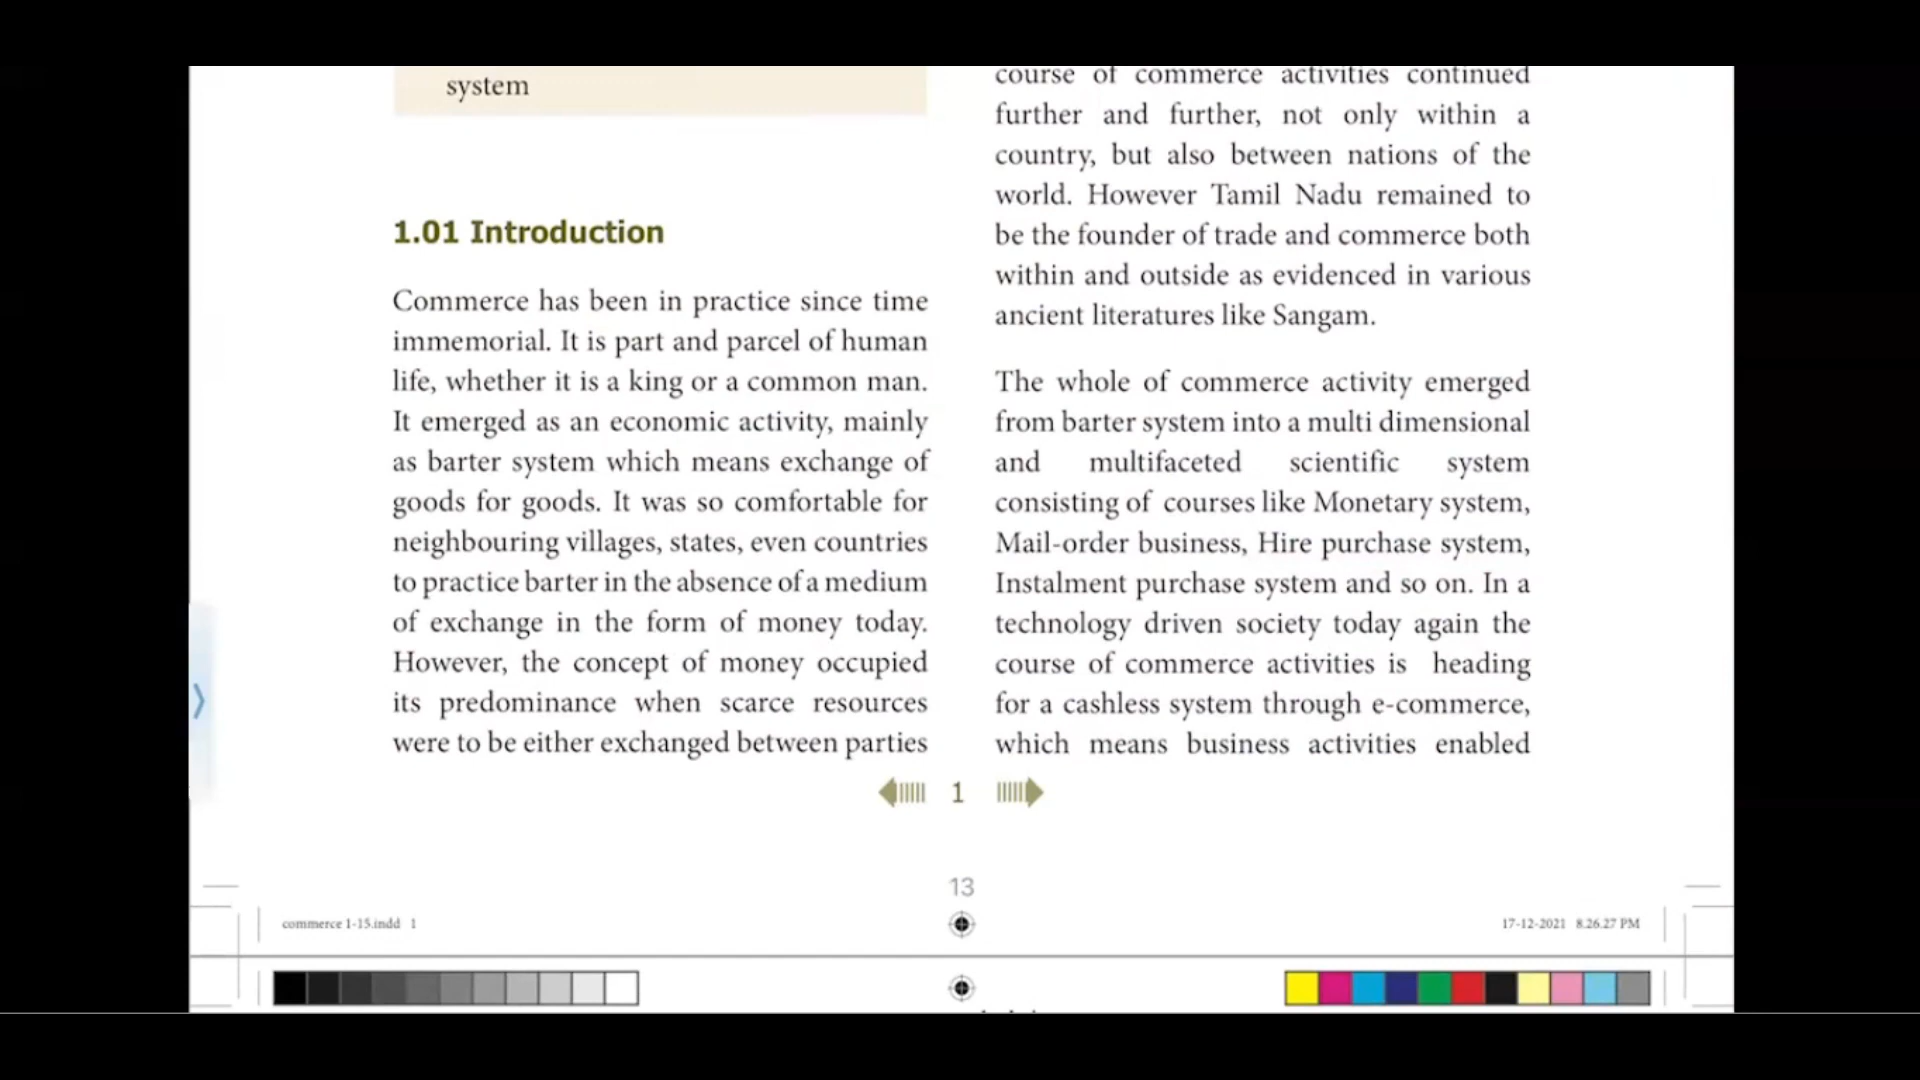 system
1.01 Introduction
Commerce has been in practice since time
immemorial. It is part and parcel of human
life, whether it is a king or a common man.
It emerged as an economic activity, mainly
as barter system which means exchange of
goods for goods. It was so comfortable for
neighbouring villages, states, even countries
to practice barter in the absence of a medium
of exchange in the form of money today.
However, the concept of money occupied
its predominance when scarce resources
were to be either exchanged between parties
course of commerce activities continued
further and further, not only within a
country, but also between nations of the
world. However Tamil Nadu remained to
be the founder of trade and commerce both
within and outside as evidenced in various
ancient literatures like Sangam.
The whole of commerce activity emerged
from barter system into a multi dimensional
and multifaceted scientific system
consisting of courses like Monetary system,
Mail-order business, Hire purchase system,
Instalment purchase system and so on. In a
technology driven society today again the
course of commerce activities is heading
for a cashless system through e-commerce,
which means business activities enabled
1
13
commerce 1-15.indd 1
17-12-2021 8.26.27 PM